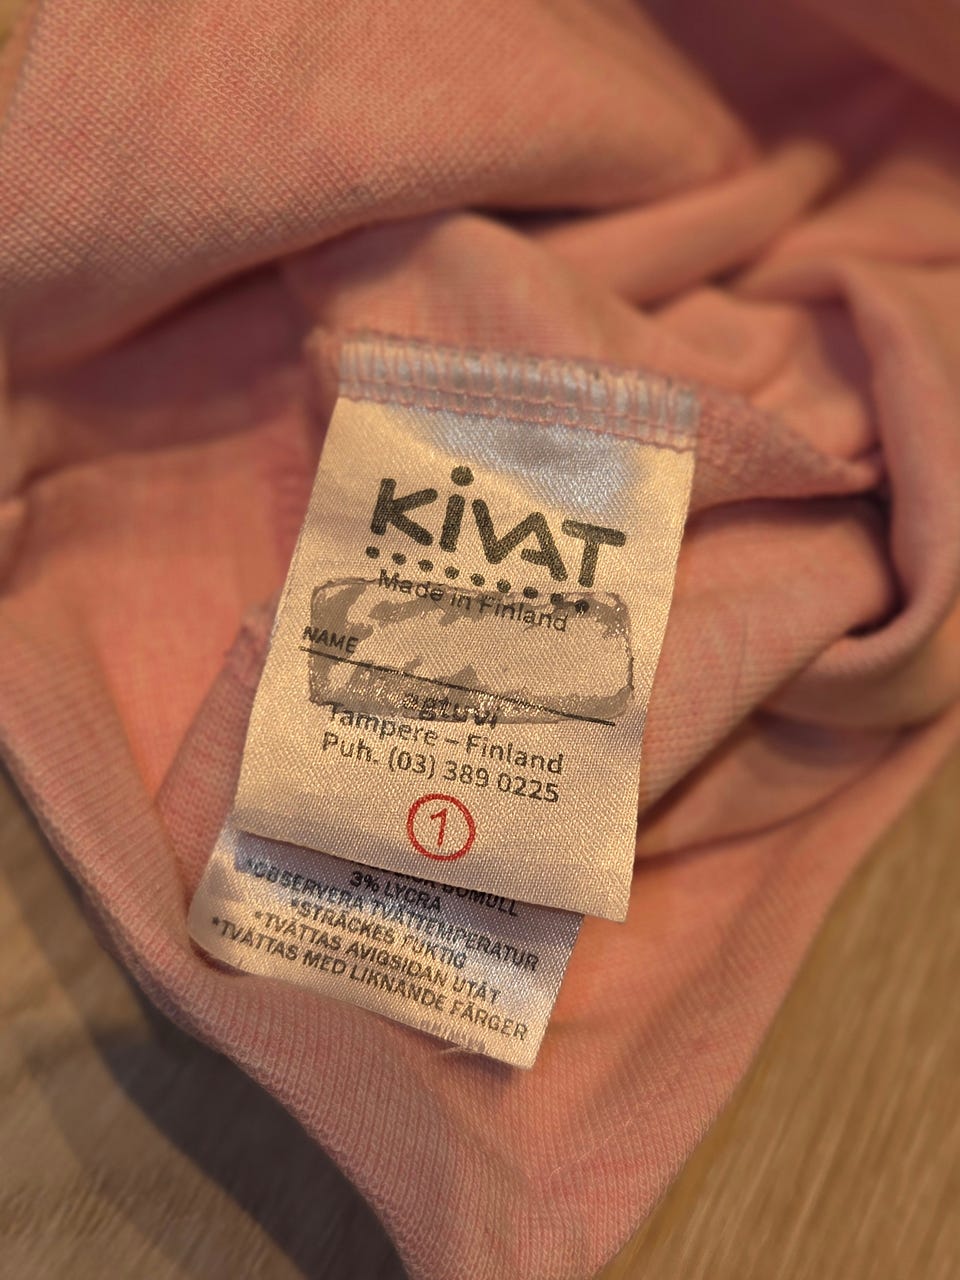 KiVAT
Made in Finland
NAME
Tampere – Finland
Puh. (03) 389 0225
1
3% LYCRA
*OBSERVERA TVÄTTEMPERATUR
*STRÄCKES FUKTIG
*TVÄTTAS AVIGSIDAN UTÅT
*TVÄTTAS MED LIKNANDE FÄRGER